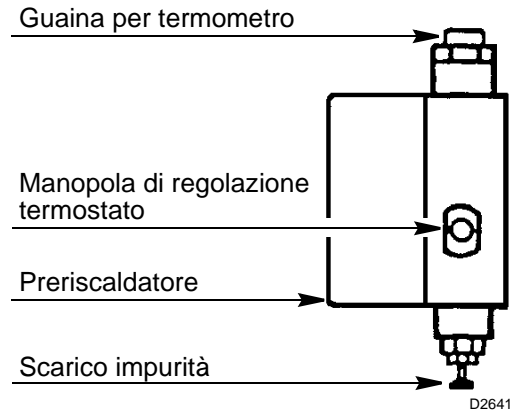 Guaina per termometro
Manopola di regolazione
termostato
Preriscaldatore
Scarico impurità
D2641